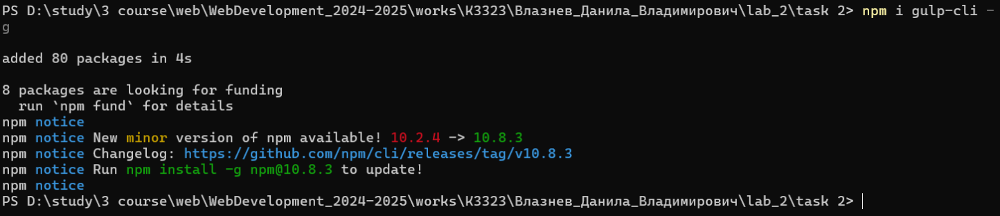 PS D:\study\3 course\web\WebDevelopment_2024-2025\works\K3323\Влазнев_Данила_Владимирович\lab_2\task 2> npm i gulp-cli -
g
added 80 packages in 4s
8 packages are looking for funding
run `npm fund` for details
npm notice
npm notice New minor version of npm available! 10.2.4 -> 10.8.3
npm notice Changelog: https://github.com/npm/cli/releases/tag/v10.8.3
npm notice Run npm install -g npm@10.8.3 to update!
npm notice
PS D:\study\3 course\web\WebDevelopment_2024-2025\works\K3323\Влазнев_Данила_Владимирович\lab_2\task 2>